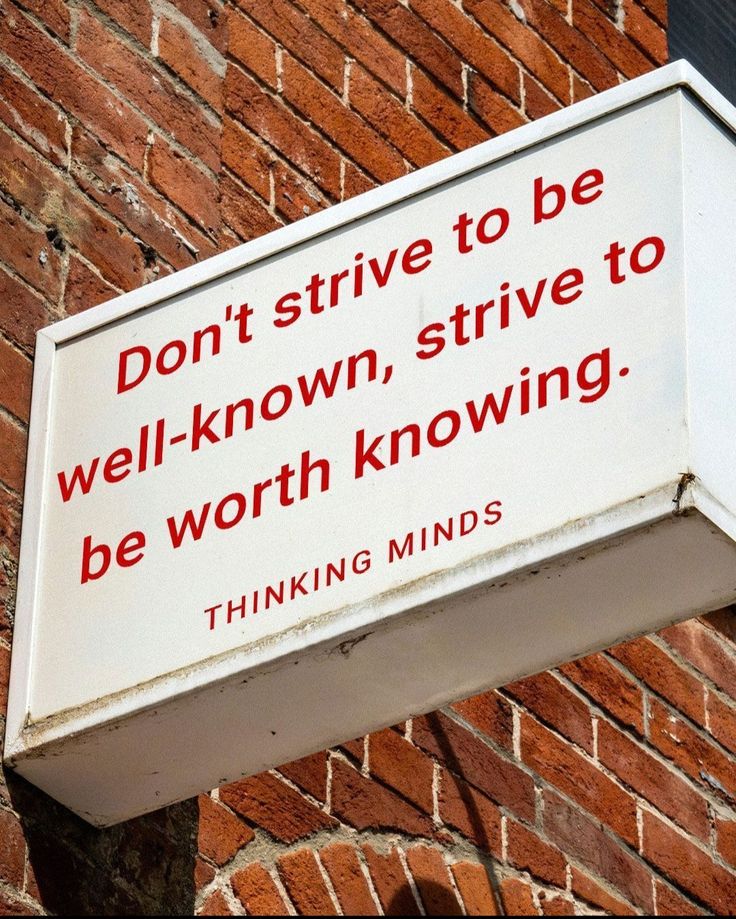 Don't strive to be
well-known, strive to
be worth knowing.
THINKING MINDS